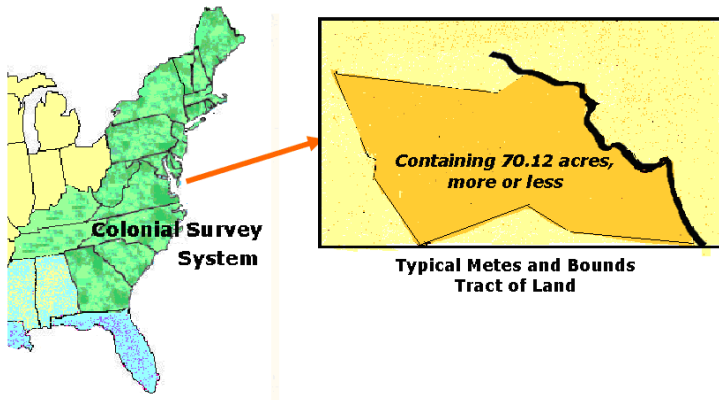 Colonial Survey
System
Containing 70.12 acres,
more or less
Typical Metes and Bounds
Tract of Land